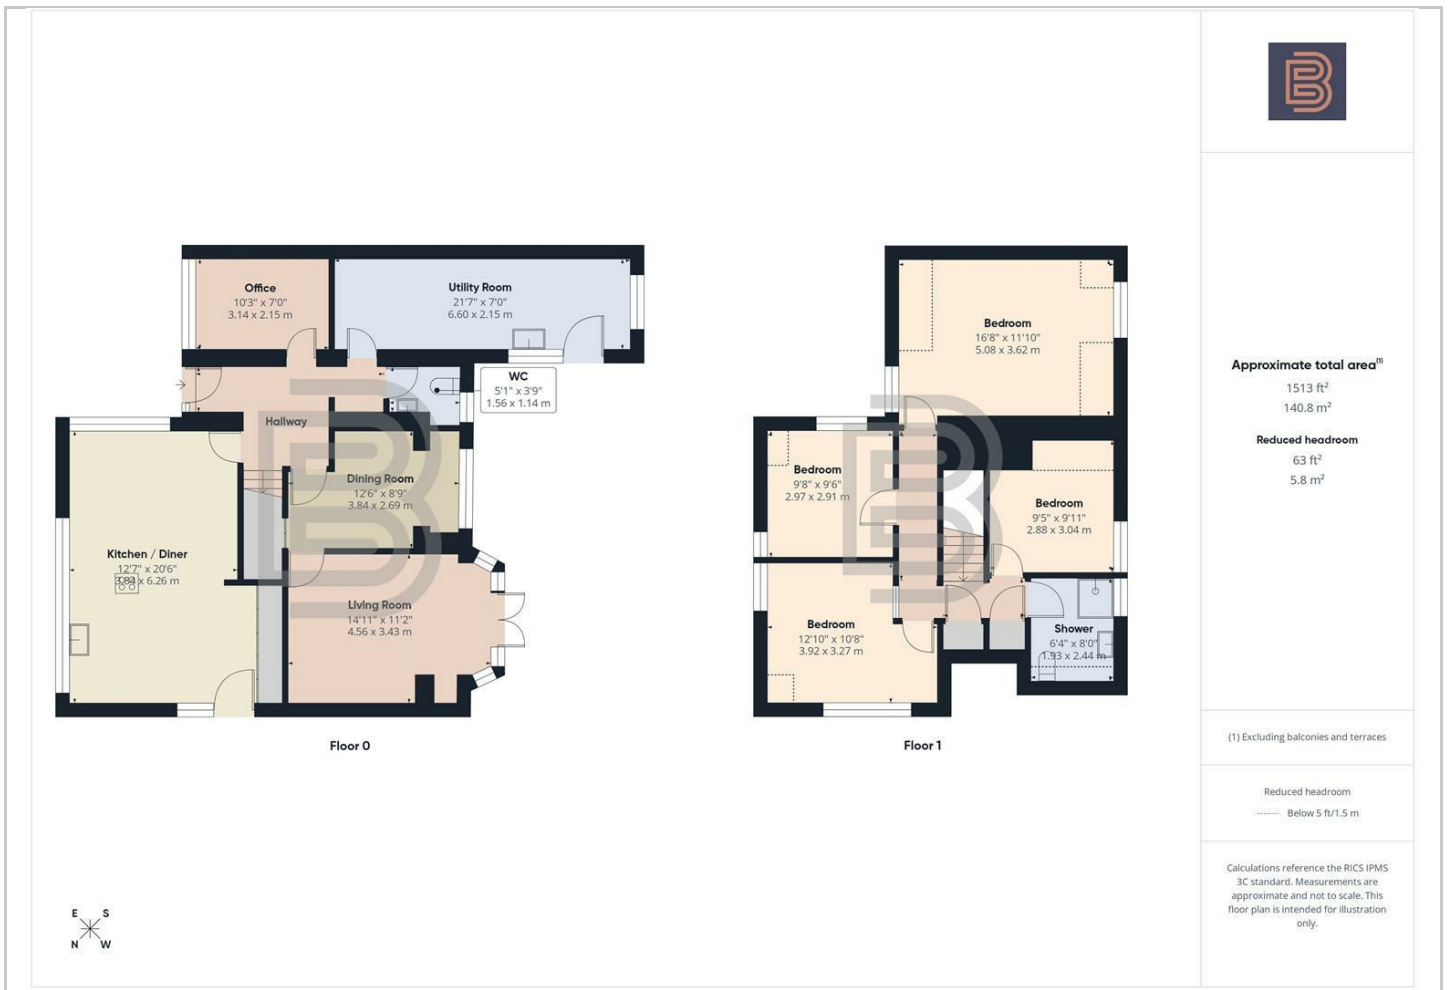 Office
10'3" x 7'0"
3.14 x 2.15 m
Utility Room
21'7" x 7'0"
6.60 x 2.15 m
WC
5'1" x 3'9"
1.56 x 1.14 m
Hallway
Dining Room
12'6" x 8'9"
3.84 x 2.69 m
Kitchen / Diner
12'7" x 20'6"
3.84 x 6.26 m
Living Room
14'11" x 11'2"
4.56 x 3.43 m
Floor 0
Bedroom
16'8" x 11'10"
5.08 x 3.62 m
Bedroom
9'8" x 9'6"
2.97 x 2.91 m
Bedroom
9'5" x 9'11"
2.88 x 3.04 m
Bedroom
12'10" x 10'8"
3.92 x 3.27 m
Shower
6'4" x 8'0"
1.93 x 2.44 m
Floor 1
E S
N W
B
Approximate total area(1)
1513 ft²
140.8 m²
Reduced headroom
63 ft²
5.8 m²
(1) Excluding balconies and terraces
Reduced headroom
Below 5 ft/1.5 m
Calculations reference the RICS IPMS
3C standard. Measurements are
approximate and not to scale. This
floor plan is intended for illustration
only.